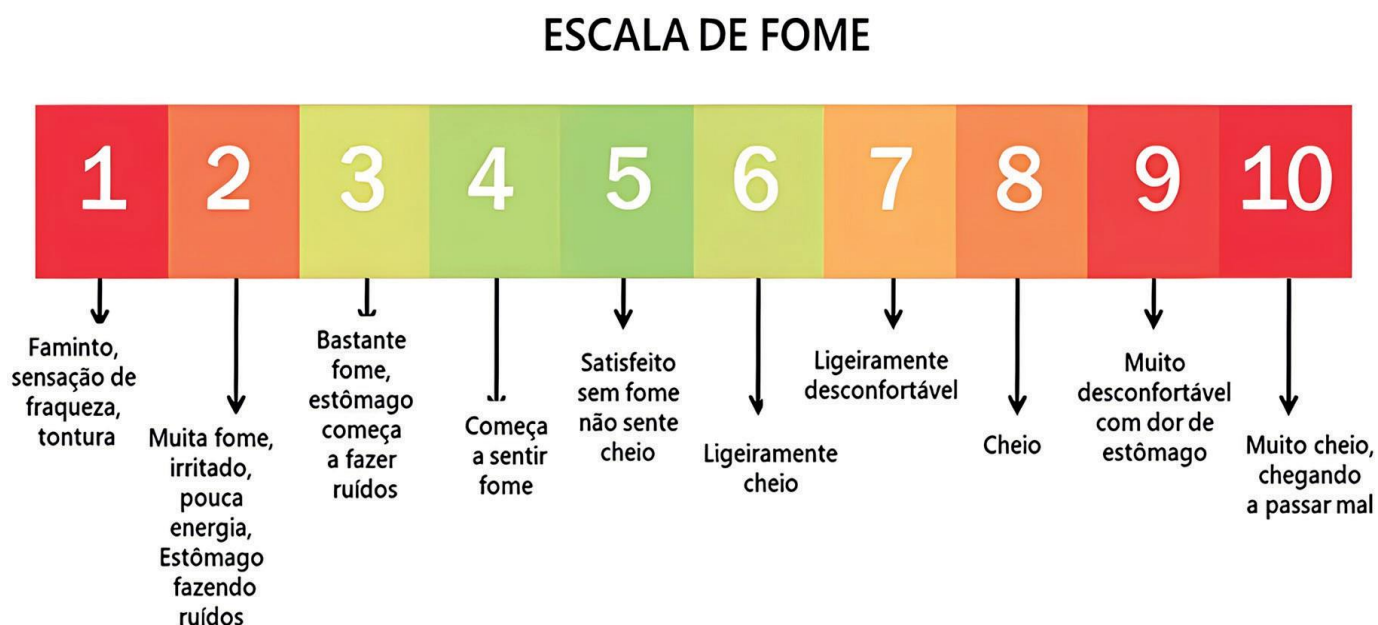 ESCALA DE FOME
1
2
3
4
5
6
7
8
9
10
Faminto,
sensação de
fraqueza,
tontura
Muita fome,
irritado,
pouca
energia,
Estômago
fazendo
ruídos
Bastante
fome,
estômago
começa
a fazer
ruídos
Começa
a sentir
fome
Satisfeito
sem fome
não sente
cheio
Ligeiramente
cheio
Ligeiramente
desconfortável
Cheio
Muito
desconfortável
com dor de
estômago
Muito cheio,
chegando
a passar mal